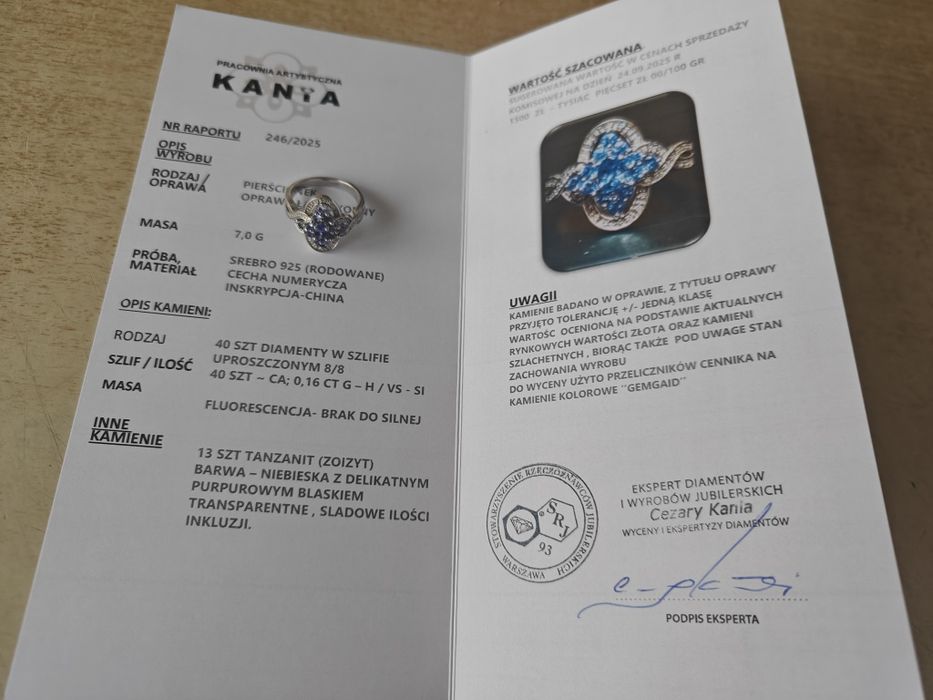 PRACOWNIA ARTYSTYCZNA
KANIA
NR RAPORTU 246/2025
OPIS
WYROBU
RODZAJ /
OPRAWA
OPRAWA
MASA 7,0 G
PRÓBA,
MATERIAŁ
SREBRO 925 (RODOWANE)
CECHA NUMERYCZA
INSKRYPCJA-CHINA
OPIS KAMIENI:
RODZAJ
SZLIF / ILOŚĆ
MASA
40 SZT DIAMENTY W SZLIFIE
UPROSZCZONYM 8/8
40 SZT ~ CA; 0,16 CT G – H / VS - SI
FLUORESCENCJA- BRAK DO SILNEJ
INNE
KAMIENIE
13 SZT TANZANIT (ZOIZYT)
BARWA – NIEBIESKA Z DELIKATNYM
PURPUROWYM BLASKIEM
TRANSPARENTNE , SLADOWE ILOŚCI
INKLUZJI.
WARTOŚĆ SZACOWANA
SUGEROWANA WARTOŚĆ W CENACH SPRZEDAŻY
KOMISOWEJ NA DZIEŃ 24.09.2025 R
1500 ZŁ – TYSIAC PIECSET ZŁ 00/100 GR
UWAGII
KAMIENIE BADANO W OPRAWIE, Z TYTUŁU OPRAWY
PRZYJĘTO TOLERANCJĘ +/- JEDNĄ KLASĘ
WARTOŚĆ OCENIONA NA PODSTAWIE AKTUALNYCH
RYNKOWYCH WARTOŚCI ZŁOTA ORAZ KAMIENI
SZLACHETNYCH , BIORĄC TAKŻE POD UWAGE STAN
ZACHOWANIA WYROBU
DO WYCENY UŻYTO PRZELICZNIKÓW CENNIKA NA
KAMIENIE KOLOROWE ''GEMGAID''
STOWARZYSZENIE RZECZOZNAWCÓW JUBILERSKICH
SRJ
93
WARSZAWA
EKSPERT DIAMENTÓW
I WYROBÓW JUBILERSKICH
Cezary Kania
WYCENY I EKSPERTYZY DIAMENTÓW
PODPIS EKSPERTA